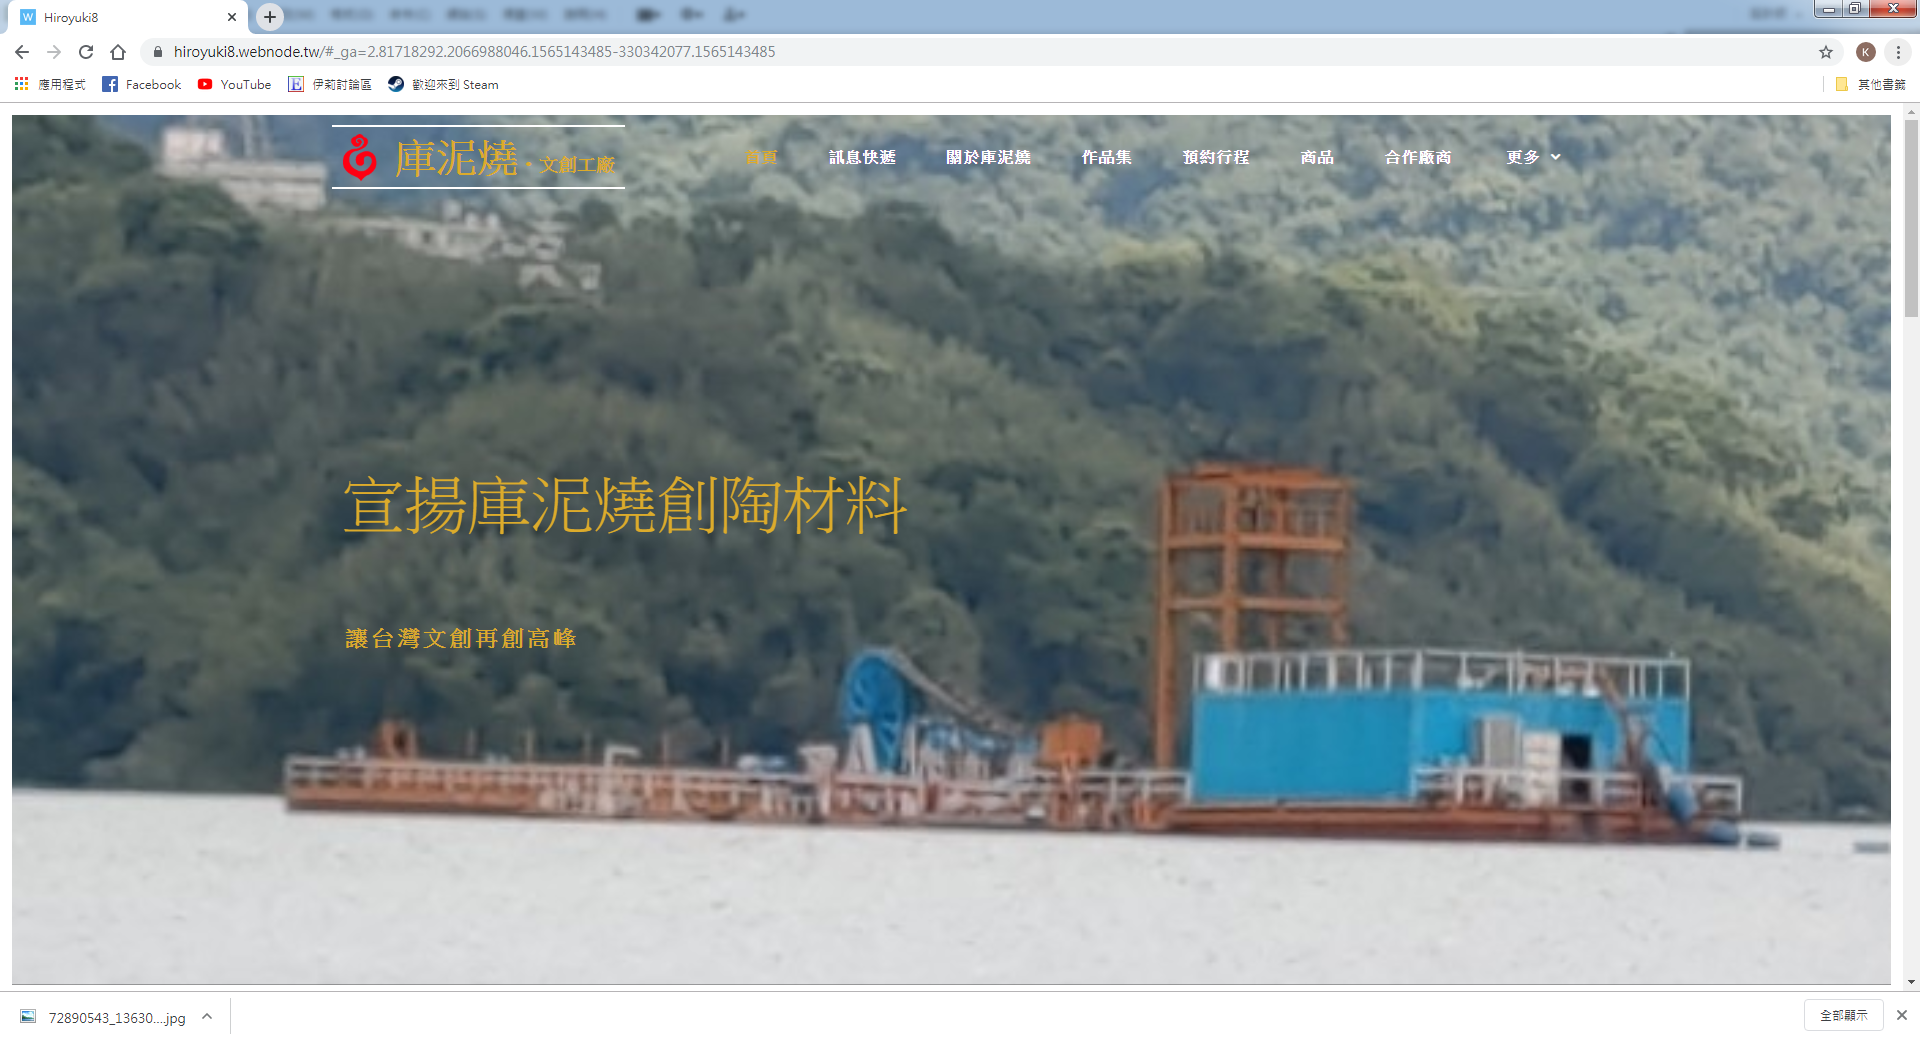 Hiroyuki8
hiroyuki8.webnode.tw/#_ga=2.81718292.2066988046.1565143485-330342077.1565143485
K
應用程式 Facebook YouTube 伊莉討論區 歡迎來到 Steam 其他書籤
庫泥燒・文創工廠
首頁 訊息快遞 關於庫泥燒 作品集 預約行程 商品 合作廠商 更多
宣揚庫泥燒創陶材料
讓台灣文創再創高峰
72890543_13630....jpg 全部顯示